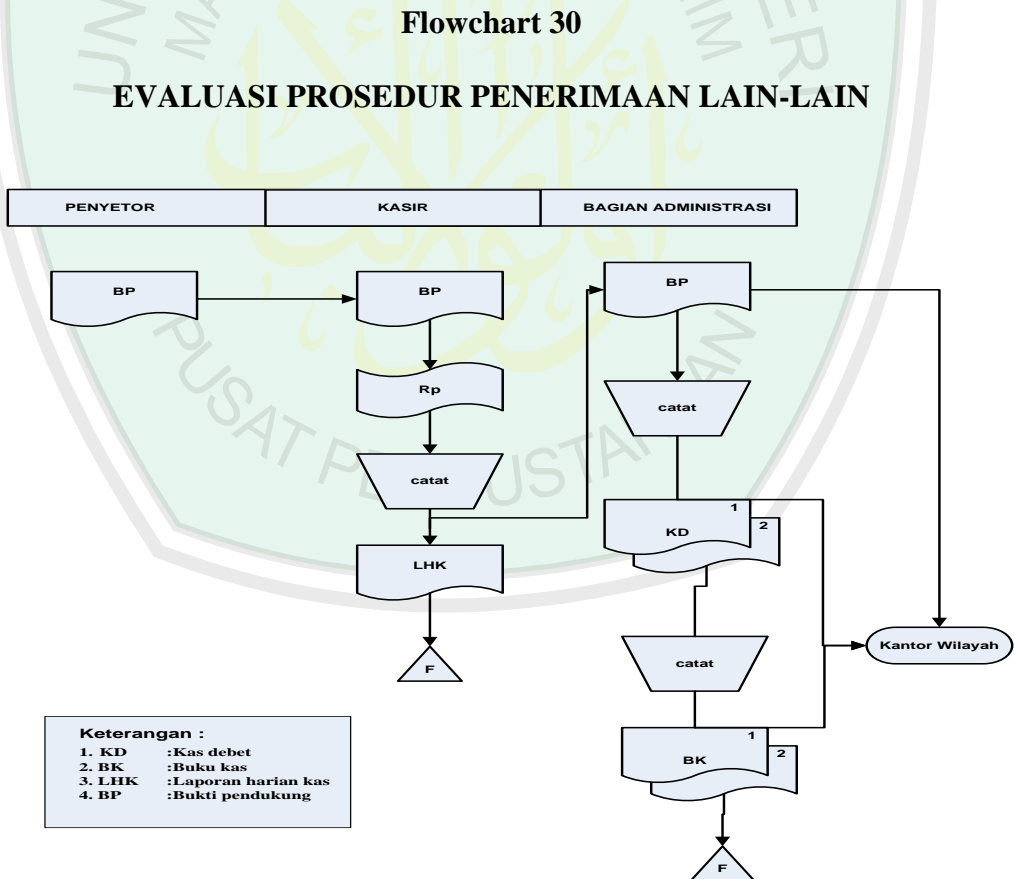 Flowchart 30
EVALUASI PROSEDUR PENERIMAAN LAIN-LAIN
PENYETOR KASIR BAGIAN ADMINISTRASI
BP BP BP
Rp
catat
catat
1
2
KD
LHK
Kantor Wilayah
catat
F
1
2
BK
F
Keterangan :
1. KD :Kas debet
2. BK :Buku kas
3. LHK :Laporan harian kas
4. BP :Bukti pendukung
PUSAT